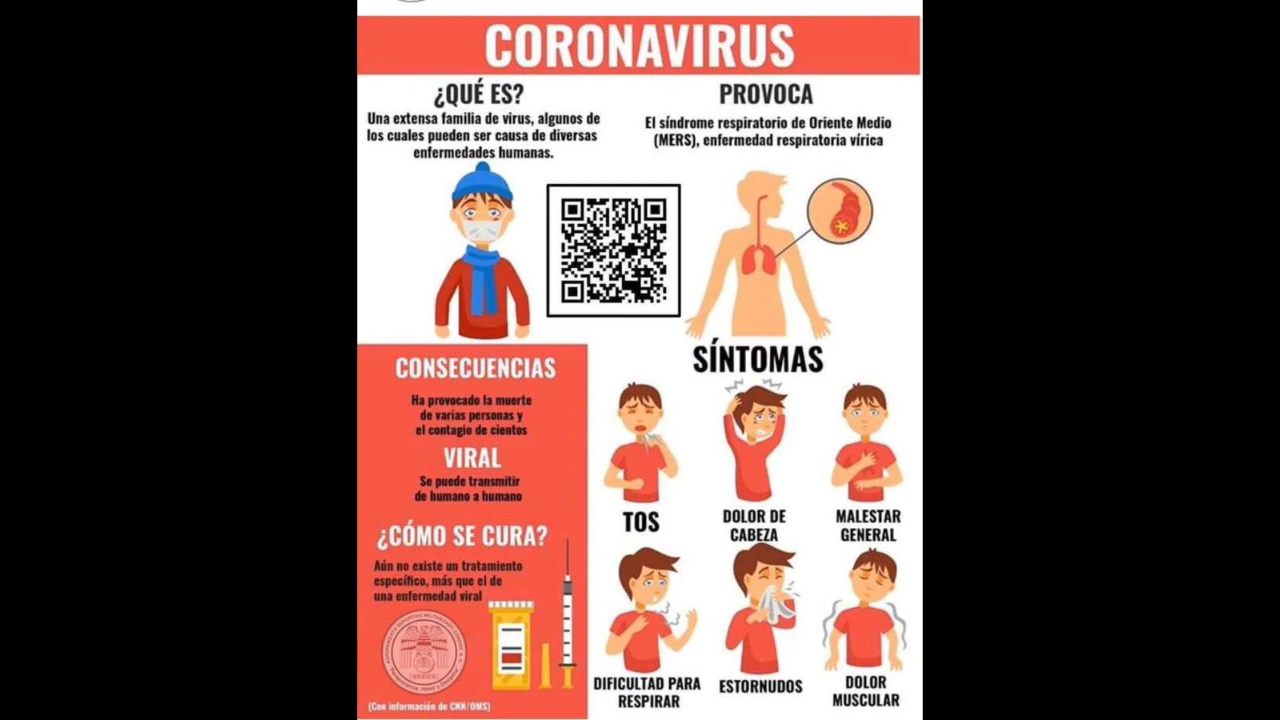 CORONAVIRUS
¿QUÉ ES?
Una extensa familia de virus, algunos de
los cuales pueden ser causa de diversas
enfermedades humanas.
PROVOCA
El síndrome respiratorio de Oriente Medio
(MERS), enfermedad respiratoria vírica
CONSECUENCIAS
Ha provocado la muerte
de varias personas y
el contagio de cientos
VIRAL
Se puede transmitir
de humano a humano
¿CÓMO SE CURA?
Aún no existe un tratamiento
específico, más que el de
una enfermedad viral
MEXICO
(Con información de CNN/OMS)
SÍNTOMAS
TOS
DOLOR DE
CABEZA
MALESTAR
GENERAL
DIFICULTAD PARA
RESPIRAR
ESTORNUDOS
DOLOR
MUSCULAR